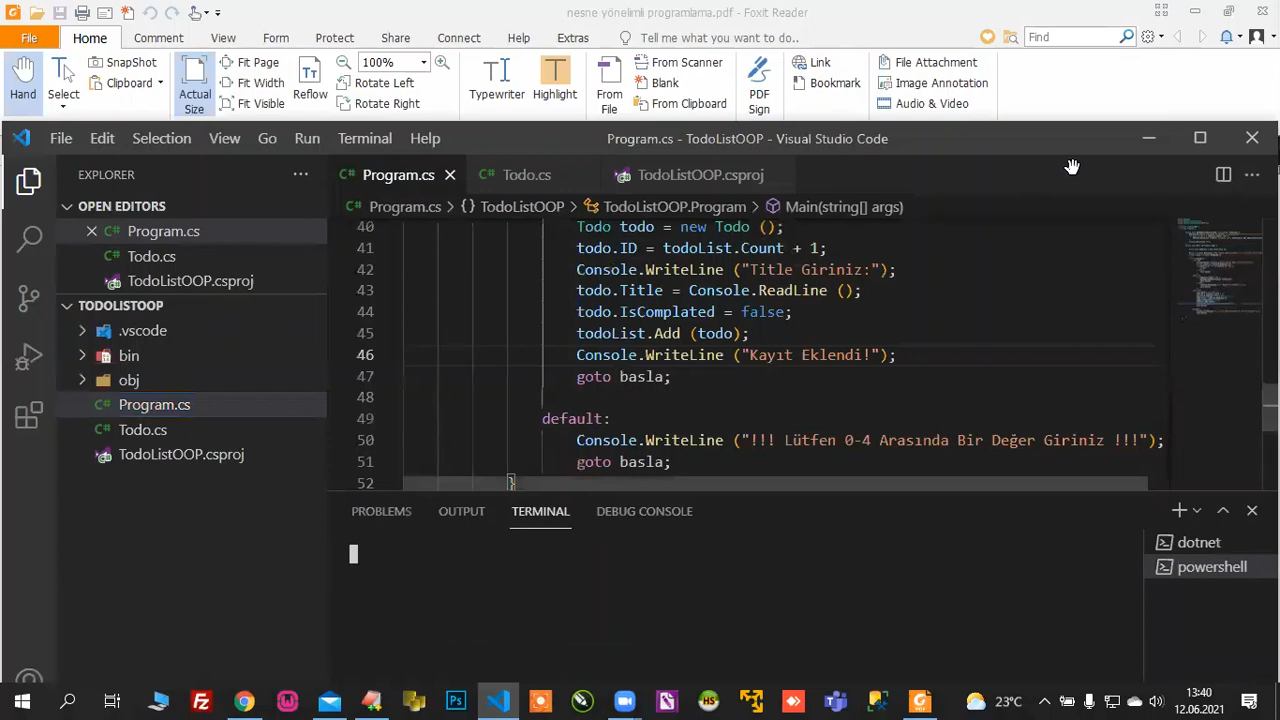 nesne yönelimli programlama.pdf - Foxit Reader
File Home Comment View Form Protect Share Connect Help Extras Tell me what you want to do.. Find
SnapShot Fit Page 100% From Scanner Link File Attachment
Clipboard Fit Width Rotate Left Blank Bookmark Image Annotation
Hand Select Actual Size Fit Visible Reflow Rotate Right Typewriter Highlight From File From Clipboard PDF Sign Audio & Video
File Edit Selection View Go Run Terminal Help Program.cs - TodoListOOP - Visual Studio Code
EXPLORER Program.cs Todo.cs TodoListOOP.csproj
OPEN EDITORS
Program.cs
Todo.cs
TodoListOOP.csproj
TODOLISTOOP
.vscode
bin
obj
Program.cs
Todo.cs
TodoListOOP.csproj
Program.cs > {} TodoListOOP > TodoListOOP.Program > Main(string[] args)
40 Todo todo = new Todo ();
41 todo.ID = todoList.Count + 1;
42 Console.WriteLine ("Title Giriniz:");
43 todo.Title = Console.ReadLine ();
44 todo.IsComplated = false;
45 todoList.Add (todo);
46 Console.WriteLine ("Kayıt Eklendi!");
47 goto basla;
48
49 default:
50 Console.WriteLine ("!!! Lütfen 0-4 Arasında Bir Değer Giriniz !!!");
51 goto basla;
52 }
PROBLEMS OUTPUT TERMINAL DEBUG CONSOLE
dotnet
powershell
23°C
13:40
12.06.2021